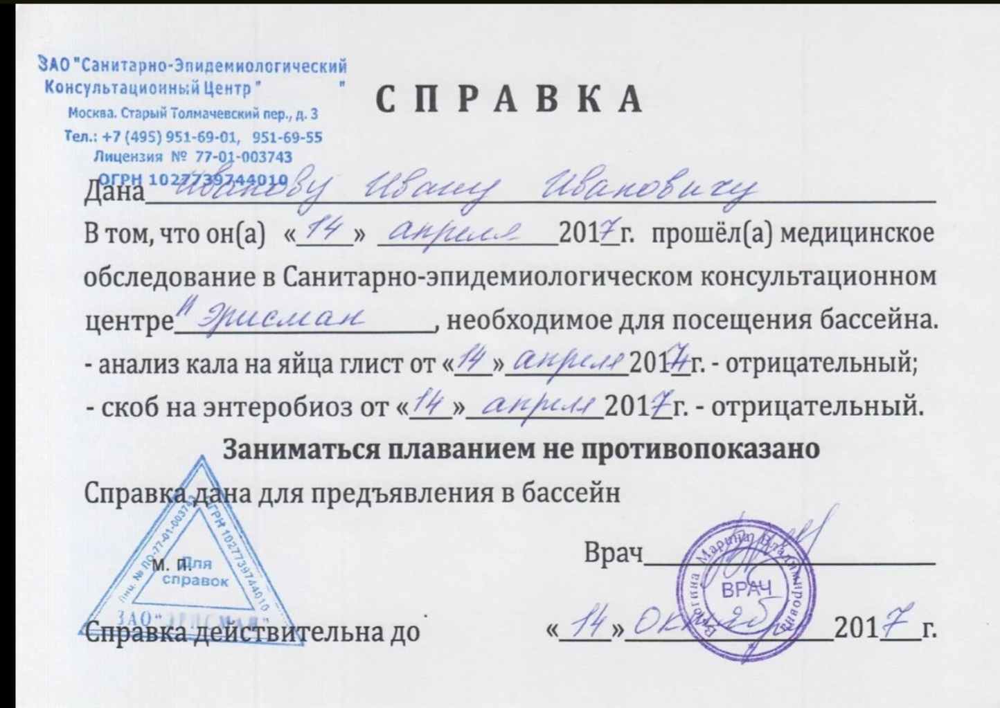 ЗАО "Санитарно-Эпидемиологический
Консультационный Центр " "
Москва. Старый Толмачевский пер., д. 3
Тел.: +7 (495) 951-69-01, 951-69-55
Лицензия № 77-01-003743
ОГРН 1027739744010
СПРАВКА
Дана Иванову Ивану Ивановичу
В том, что он(а) «14» апреля 2017г. прошёл(а) медицинское
обследование в Санитарно-эпидемиологическом консультационном
центре "Эрисман, необходимое для посещения бассейна.
- анализ кала на яйца глист от «14» апреля 2017г. - отрицательный;
- скоб на энтеробиоз от «14» апреля 2017г. - отрицательный.
Заниматься плаванием не противопоказано
Справка дана для предъявления в бассейн
Лиц. № ЛО-77-01-003743
ОГРН 1027739744010
м. п.
Для
справок
ЗАО "ЭРИСМАН"
Врач
Марина Владимировна
ВРАЧ
Справка действительна до «14» октября 2017г.